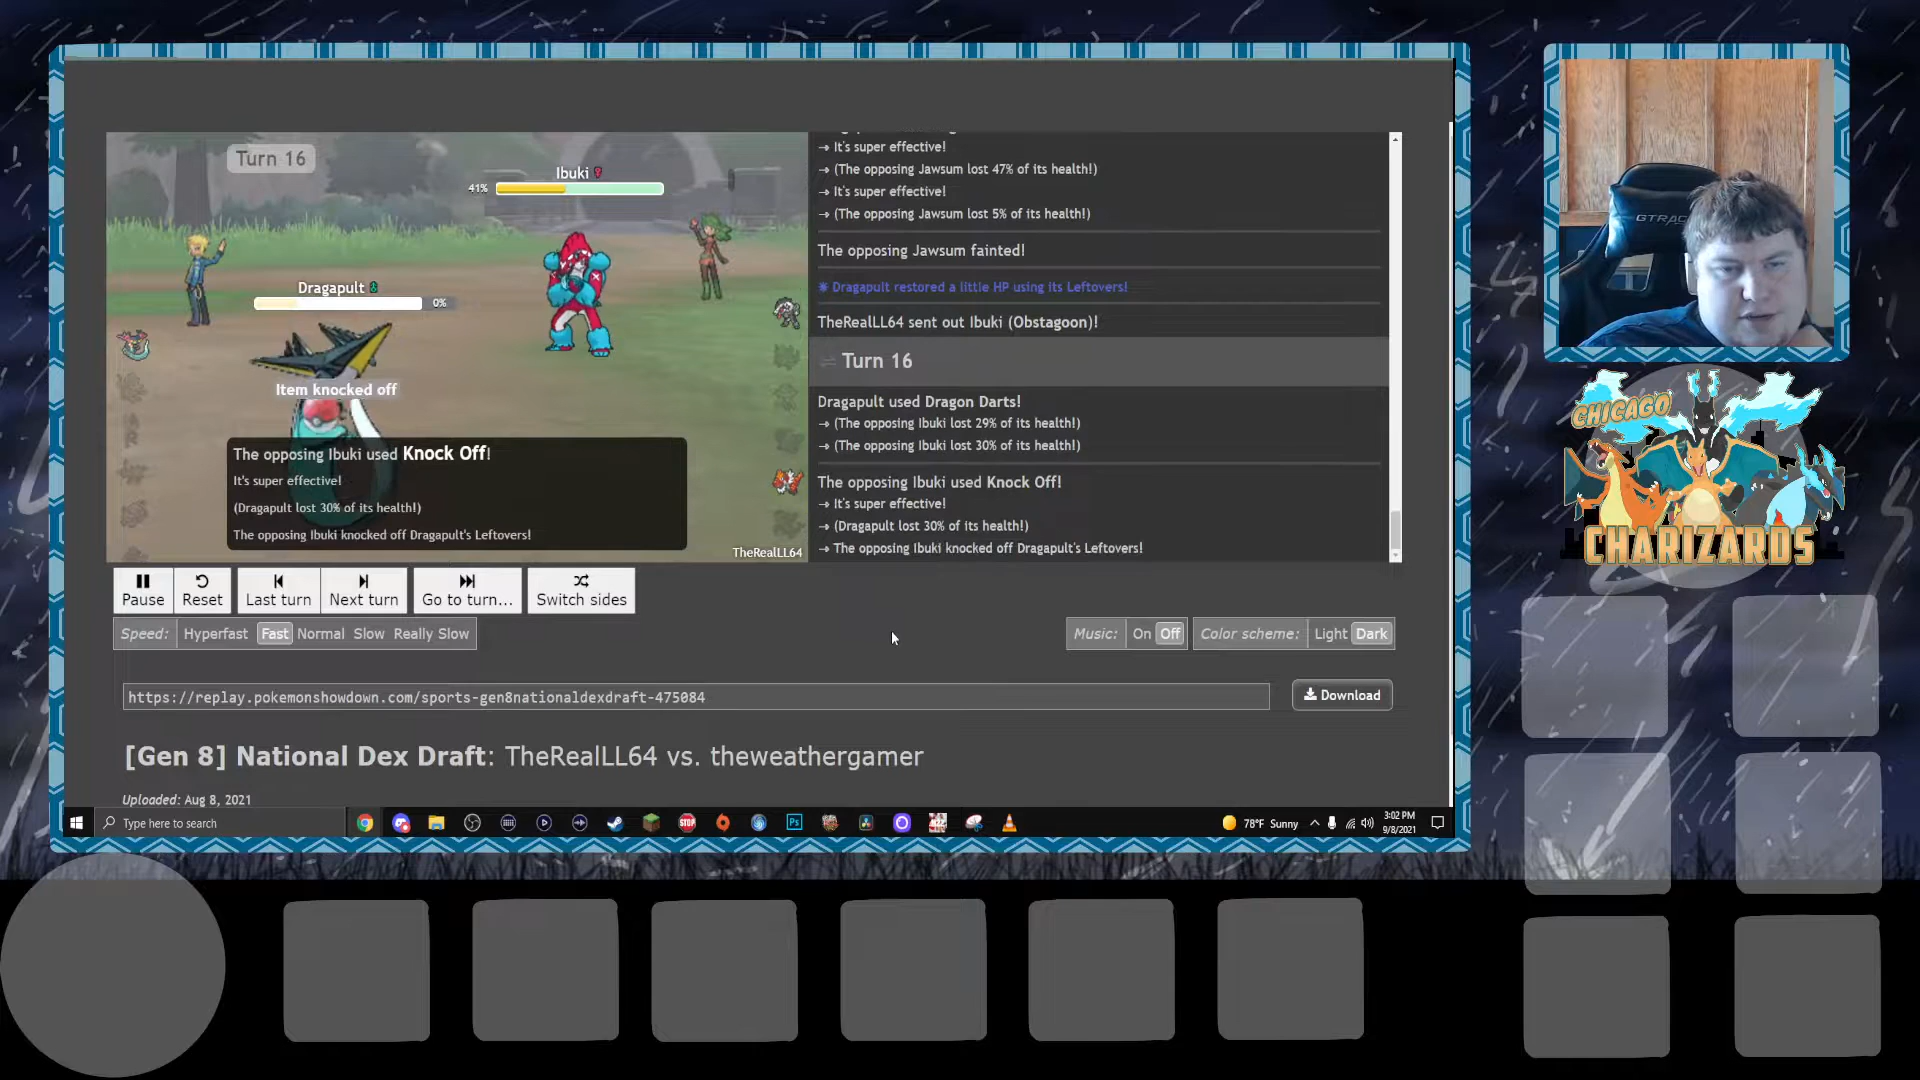 Turn 16
Ibuki
41%
Dragapult
0%
Item knocked off
The opposing Ibuki used Knock Off!
It's super effective!
(Dragapult lost 30% of its health!)
The opposing Ibuki knocked off Dragapult's Leftovers!
TheRealLL64
→ It's super effective!
→ (The opposing Jawsum lost 47% of its health!)
→ It's super effective!
→ (The opposing Jawsum lost 5% of its health!)
The opposing Jawsum fainted!
Dragapult restored a little HP using its Leftovers!
TheRealLL64 sent out Ibuki (Obstagoon)!
Turn 16
Dragapult used Dragon Darts!
→ (The opposing Ibuki lost 29% of its health!)
→ (The opposing Ibuki lost 30% of its health!)
The opposing Ibuki used Knock Off!
→ It's super effective!
→ (Dragapult lost 30% of its health!)
→ The opposing Ibuki knocked off Dragapult's Leftovers!
GTRAC
CHICAGO
CHARIZARDS
Pause Reset Last turn Next turn Go to turn... Switch sides
Speed: Hyperfast Fast Normal Slow Really Slow
Music: On Off Color scheme: Light Dark
https://replay.pokemonshowdown.com/sports-gen8nationaldexdraft-475084
Download
[Gen 8] National Dex Draft: TheRealLL64 vs. theweathergamer
Uploaded: Aug 8, 2021
Type here to search
STOP
Ps
78°F Sunny
3:02 PM
9/8/2021